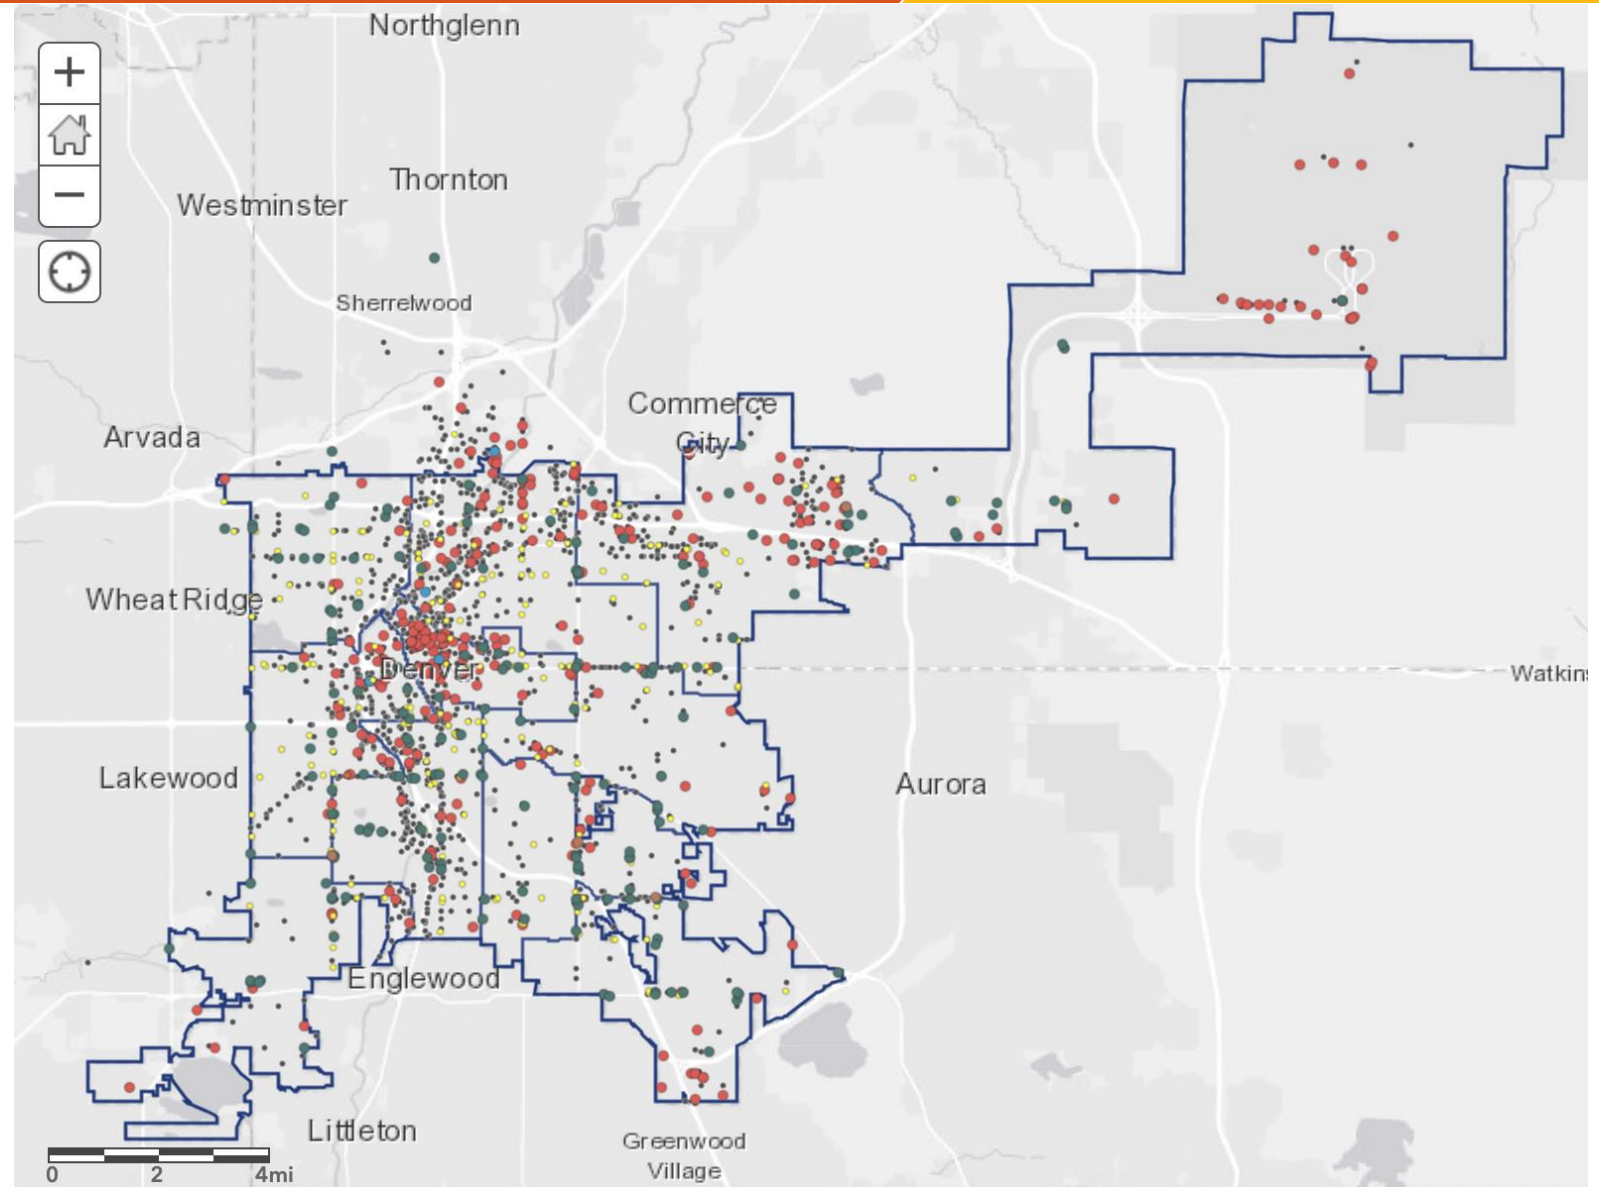 Northglenn
+
Thornton
Westminster
−
Sherrelwood
Commerce
City
Arvada
Wheat Ridge
Denver
Watkins
Lakewood
Aurora
Englewood
Littleton
Greenwood
Village
0 2 4mi